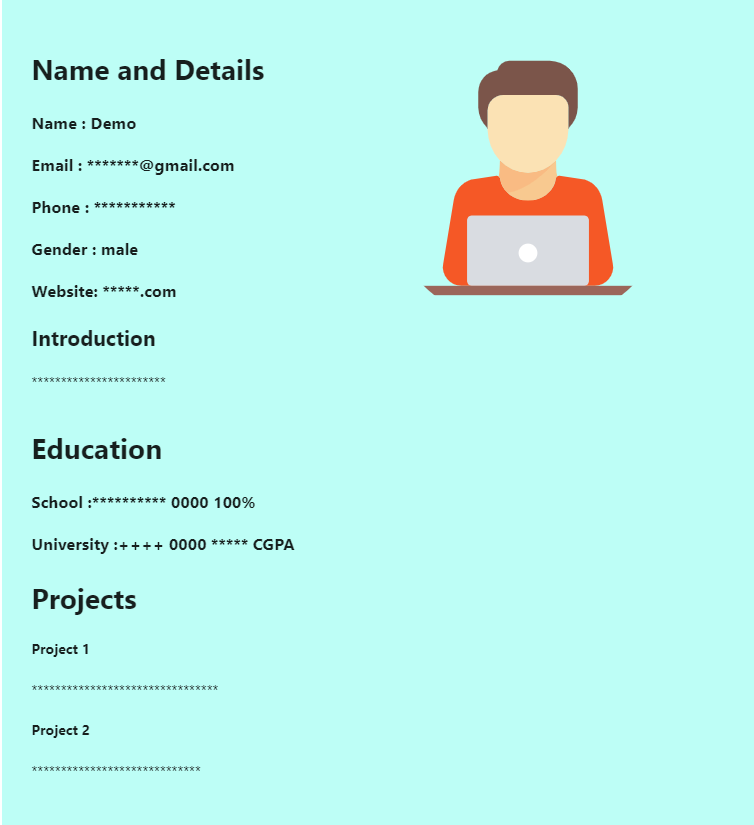 Name and Details
Name : Demo
Email : *******@gmail.com
Phone : ***********
Gender : male
Website: *****.com
Introduction
***********************
Education
School :********** 0000 100%
University :++++ 0000 ***** CGPA
Projects
Project 1
********************************
Project 2
*****************************